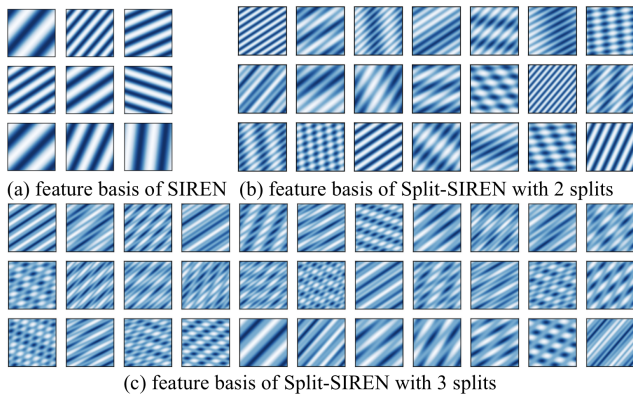 (a) feature basis of SIREN
(b) feature basis of Split-SIREN with 2 splits
(c) feature basis of Split-SIREN with 3 splits